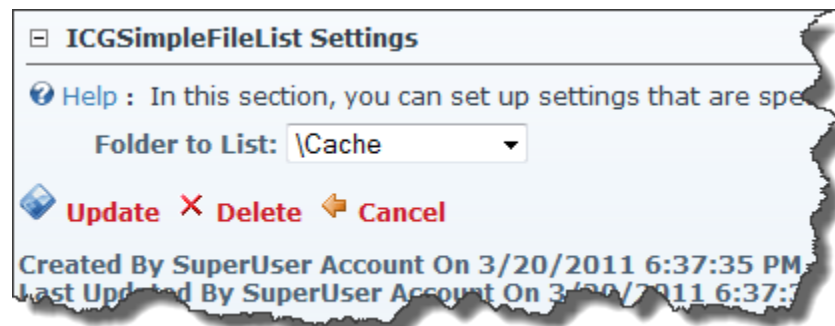 ICGSimpleFileList Settings
Help : In this section, you can set up settings that are
Folder to List: \Cache
Update Delete Cancel
Created By SuperUser Account On 3/20/2011 6:37:35 PM
Last Updated By SuperUser Account On